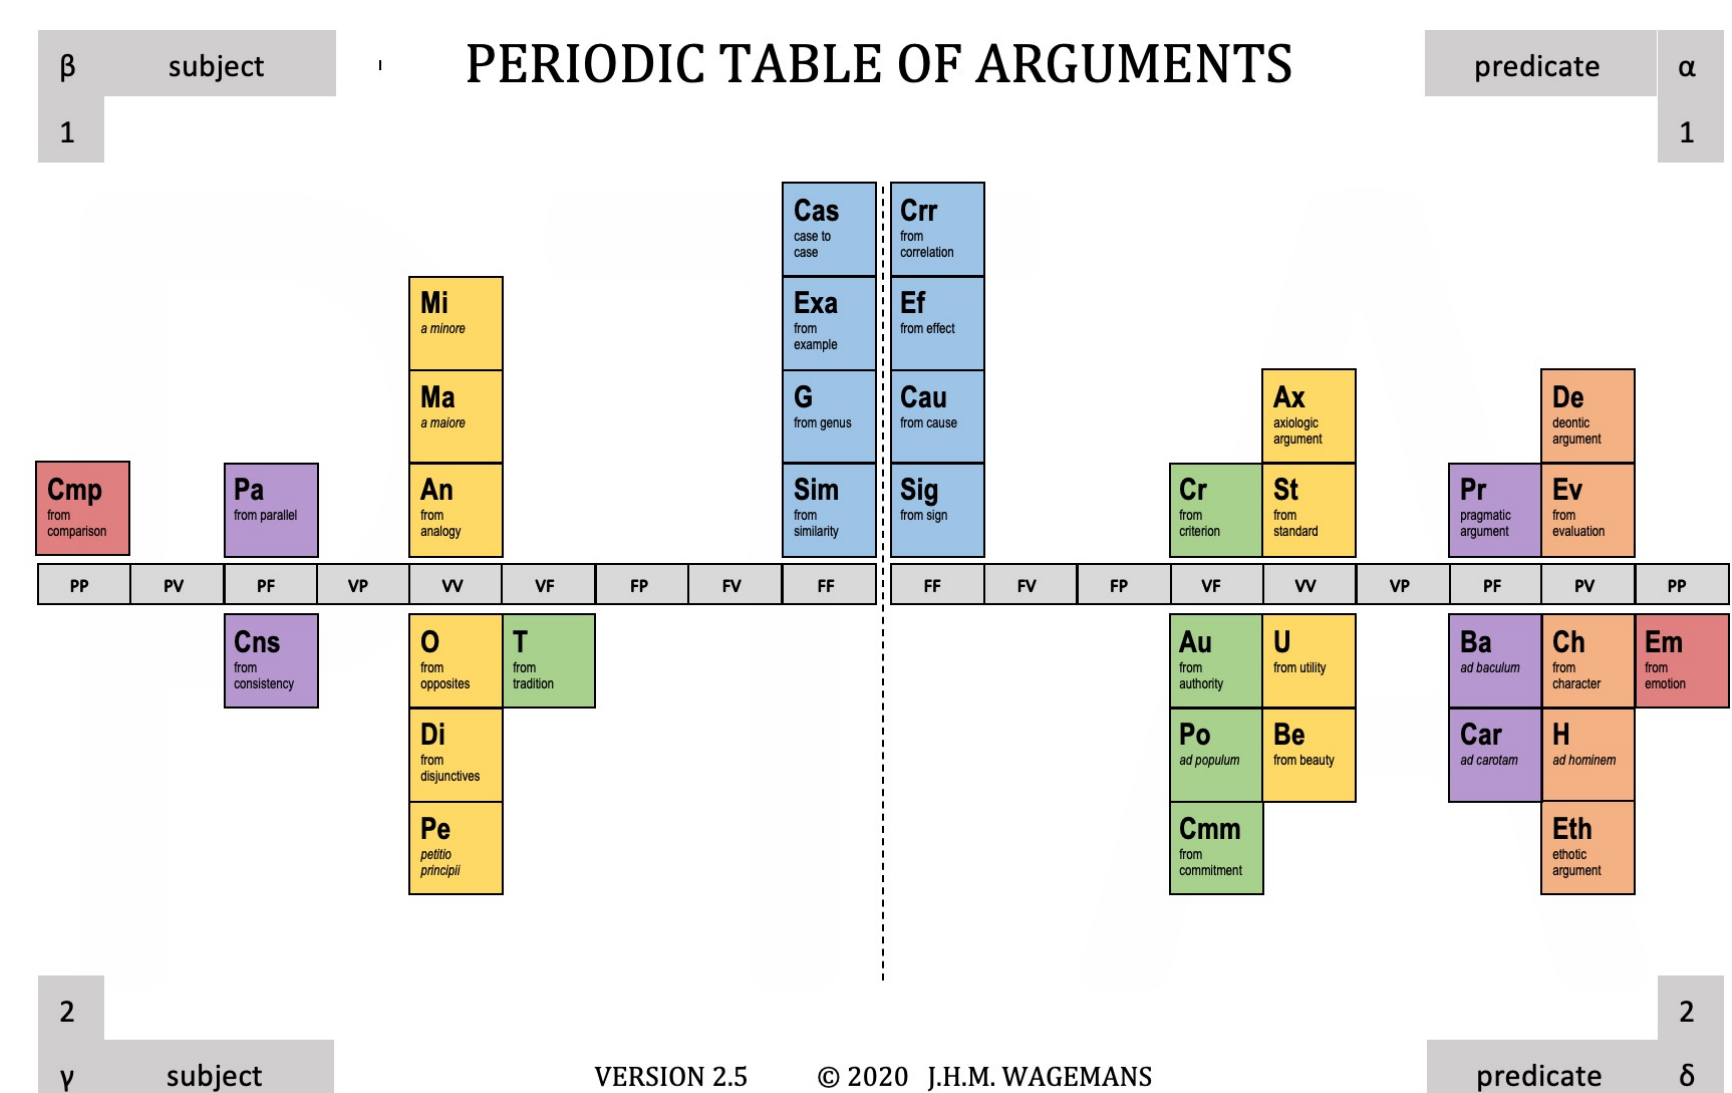 β subject PERIODIC TABLE OF ARGUMENTS predicate α
1 1
Cas
case to
case
Crr
from
correlation
Mi
a minore
Exa
from
example
Ef
from effect
Ma
a maiore
G
from genus
Cau
from cause
Ax
axiologic
argument
De
deontic
argument
Cmp
from
comparison
Pa
from parallel
An
from
analogy
Sim
from
similarity
Sig
from sign
Cr
from
criterion
St
from
standard
Pr
pragmatic
argument
Ev
from
evaluation
PP PV PF VP VV VF FP FV FF FF FV FP VF VV VP PF PV PP
Cns
from
consistency
O
from
opposites
T
from
tradition
Au
from
authority
U
from utility
Ba
ad baculum
Ch
from
character
Em
from
emotion
Di
from
disjunctives
Po
ad populum
Be
from beauty
Car
ad carotam
H
ad hominem
Pe
petitio
principii
Cmm
from
commitment
Eth
ethotic
argument
2 2
γ subject VERSION 2.5 © 2020 J.H.M. WAGEMANS predicate δ